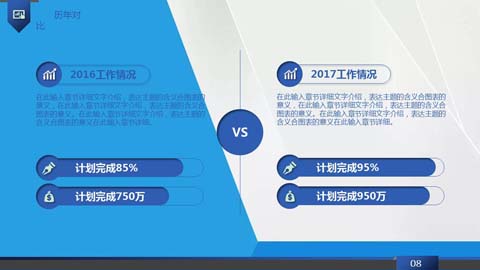 历年对
比
2016工作情况
在此输入章节详细文字介绍，表达主题的含义合图表的
意义，在此输入章节详细文字介绍，表达主题的含义合图
表的意义。在此输入章节详细文字介绍，表达主题的含义
合图表的意义在此输入章节详细。
计划完成85%
计划完成750万
VS
2017工作情况
在此输入章节详细文字介绍，表达主题的含义合图表的
意义，在此输入章节详细文字介绍，表达主题的含义合图
表的意义。在此输入章节详细文字介绍，表达主题的含义
合图表的意义在此输入章节详细。
计划完成95%
计划完成950万
08